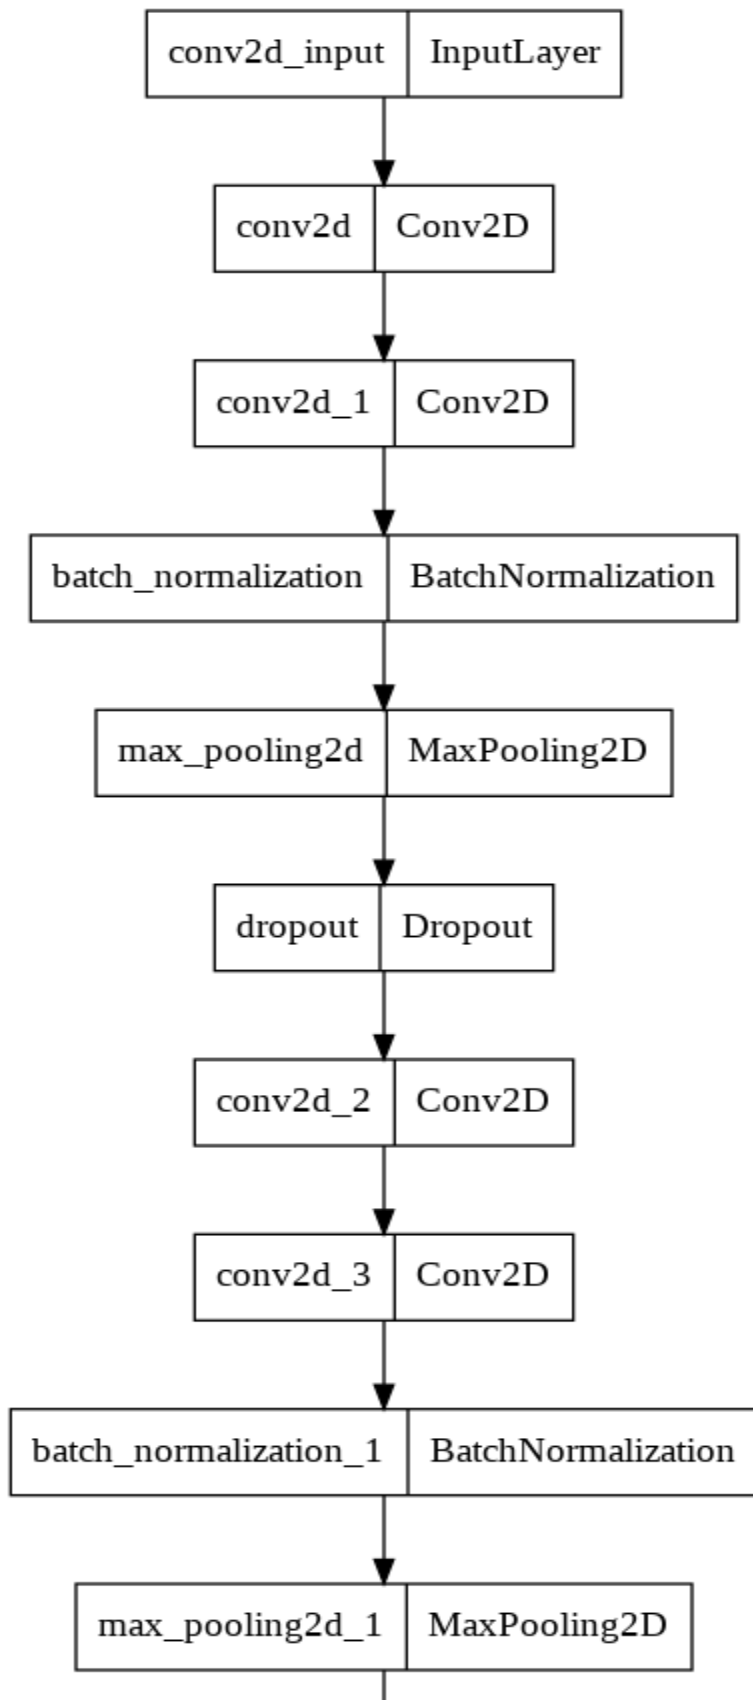 conv2d_input InputLayer
conv2d Conv2D
conv2d_1 Conv2D
batch_normalization BatchNormalization
max_pooling2d MaxPooling2D
dropout Dropout
conv2d_2 Conv2D
conv2d_3 Conv2D
batch_normalization_1 BatchNormalization
max_pooling2d_1 MaxPooling2D